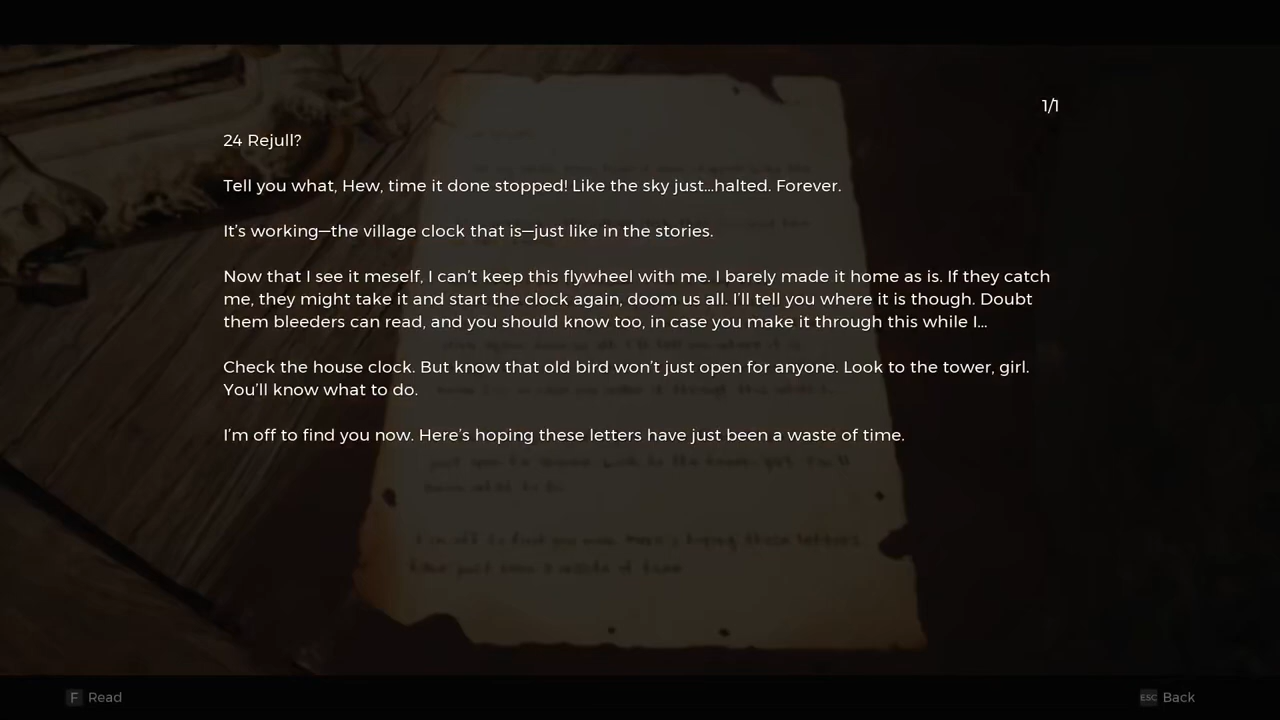 1/1
24 Rejull?
Tell you what, Hew, time it done stopped! Like the sky just...halted. Forever.
It's working—the village clock that is—just like in the stories.
Now that I see it meself, I can't keep this flywheel with me. I barely made it home as is. If they catch
me, they might take it and start the clock again, doom us all. I'll tell you where it is though. Doubt
them bleeders can read, and you should know too, in case you make it through this while I...
Check the house clock. But know that old bird won't just open for anyone. Look to the tower, girl.
You'll know what to do.
I'm off to find you now. Here's hoping these letters have just been a waste of time.
F Read
ESC Back